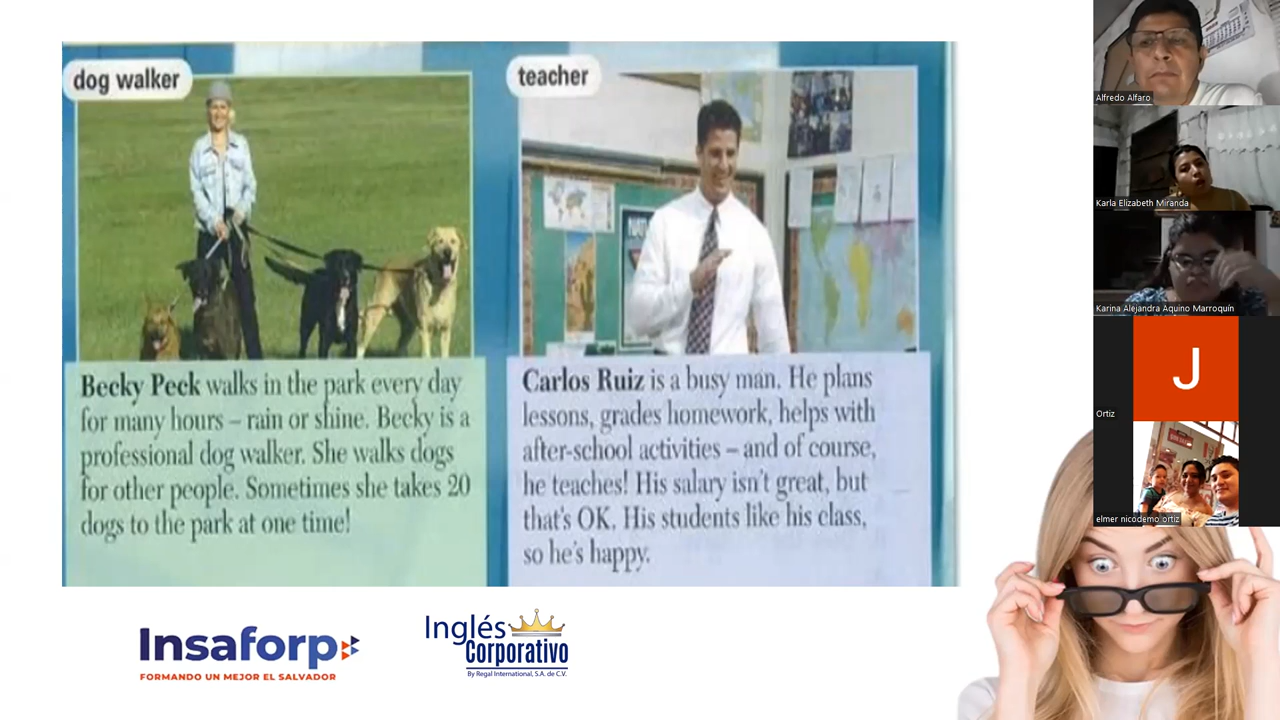 dog walker
Becky Peck walks in the park every day
for many hours – rain or shine. Becky is a
professional dog walker. She walks dogs
for other people. Sometimes she takes 20
dogs to the park at one time!
teacher
Carlos Ruiz is a busy man. He plans
lessons, grades homework, helps with
after-school activities – and of course,
he teaches! His salary isn't great, but
that's OK. His students like his class,
so he's happy.
Insaforp
FORMANDO UN MEJOR EL SALVADOR
Inglés
Corporativo
By Regal International, S.A. de C.V.
Alfredo Alfaro
Karla Elizabeth Miranda
Karina Alejandra Aquino Marroquín
J
Ortiz
elmer nicodemo ortiz